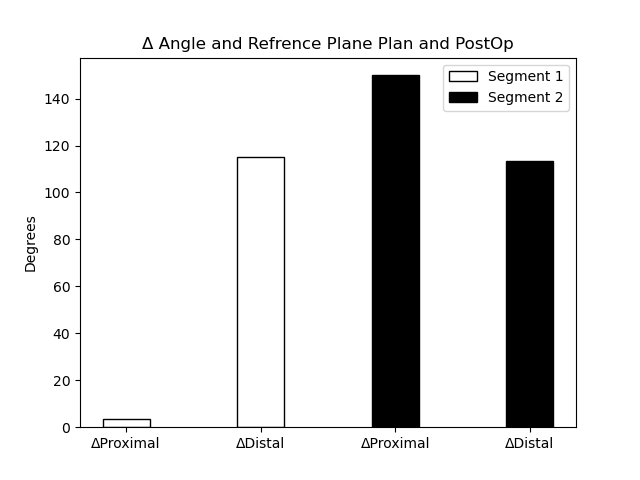 Δ Angle and Refrence Plane Plan and PostOp
Segment 1
Segment 2
Degrees
140
120
100
80
60
40
20
0
ΔProximal
ΔDistal
ΔProximal
ΔDistal